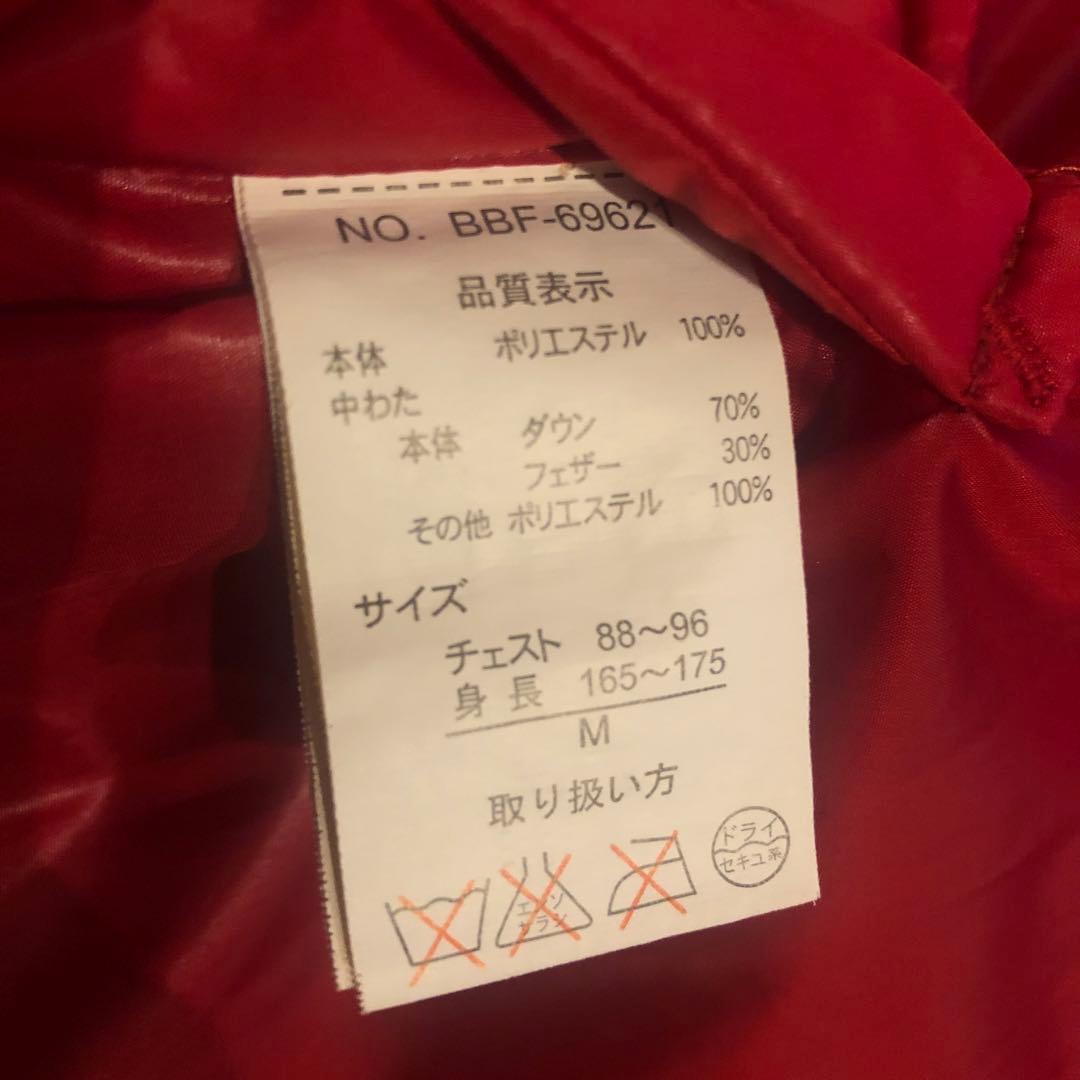 NO. BBF-69621
品質表示
本体 ポリエステル 100%
中わた
本体 ダウン 70%
フェザー 30%
その他 ポリエステル 100%
サイズ
チェスト 88〜96
身長 165〜175
M
取り扱い方
エンソ
サラシ
ドライ
セキユ系